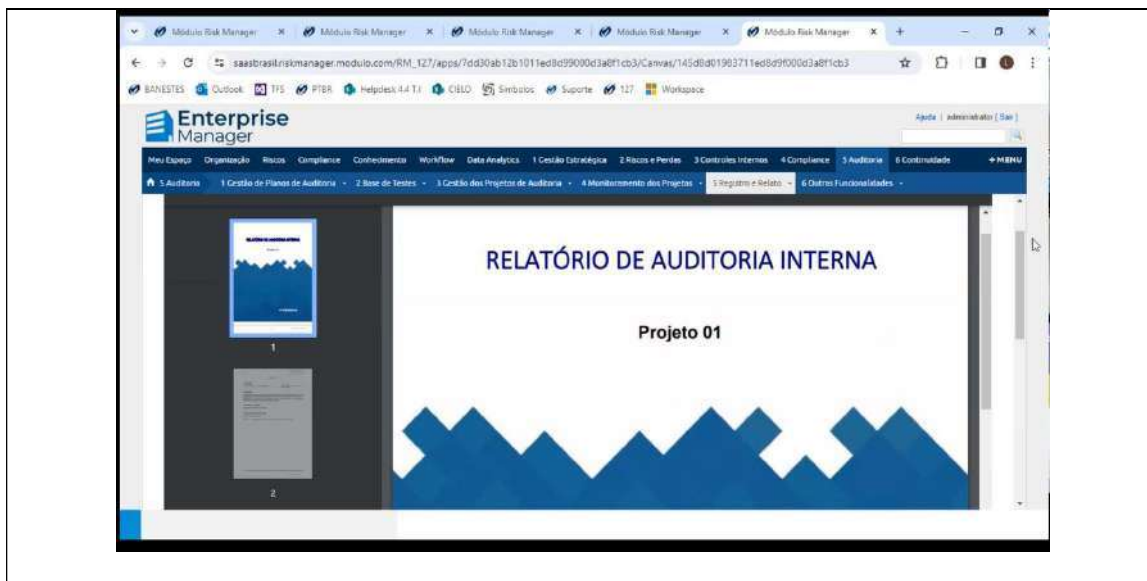 Módulo Risk Manager Módulo Risk Manager Módulo Risk Manager Módulo Risk Manager Módulo Risk Manager
saasbrasil.riskmanager.modulo.com/RM_127/apps/7dd30ab12b1011ed8d99000d3a8f1cb3/Canvas/145d8d01983711ed8d9f000d3a8f1cb3
BANESTES Outlook TFS PTBR Helpdesk 4.4 T.I CIELO Símbolos Suporte 127 Workspace
Enterprise
Manager
Ajuda | administrator [ Sair ]
Meu Espaço Organização Riscos Compliance Conhecimento Workflow Data Analytics 1 Gestão Estratégica 2 Riscos e Perdas 3 Controles Internos 4 Compliance 5 Auditoria 6 Continuidade MENU
5 Auditoria 1 Gestão de Planos de Auditoria 2 Base de Testes 3 Gestão dos Projetos de Auditoria 4 Monitoramento dos Projetos 5 Registro e Relato 6 Outras Funcionalidades
RELATÓRIO DE AUDITORIA INTERNA
Projeto 01
1
2